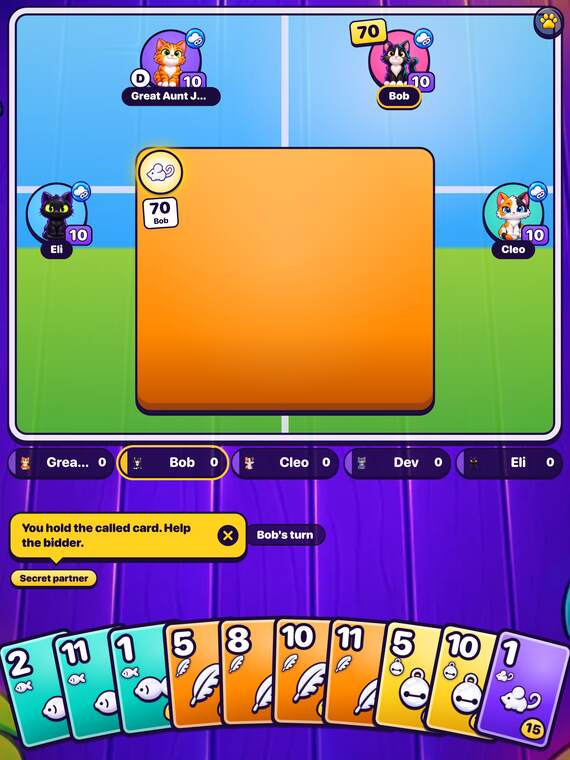 70
D
10
10
Great Aunt J...
Bob
70
Bob
10
10
Eli
Cleo
Grea... 0
Bob 0
Cleo 0
Dev 0
Eli 0
You hold the called card. Help
the bidder.
Bob's turn
Secret partner
2
11
1
5
8
10
11
5
10
1
15